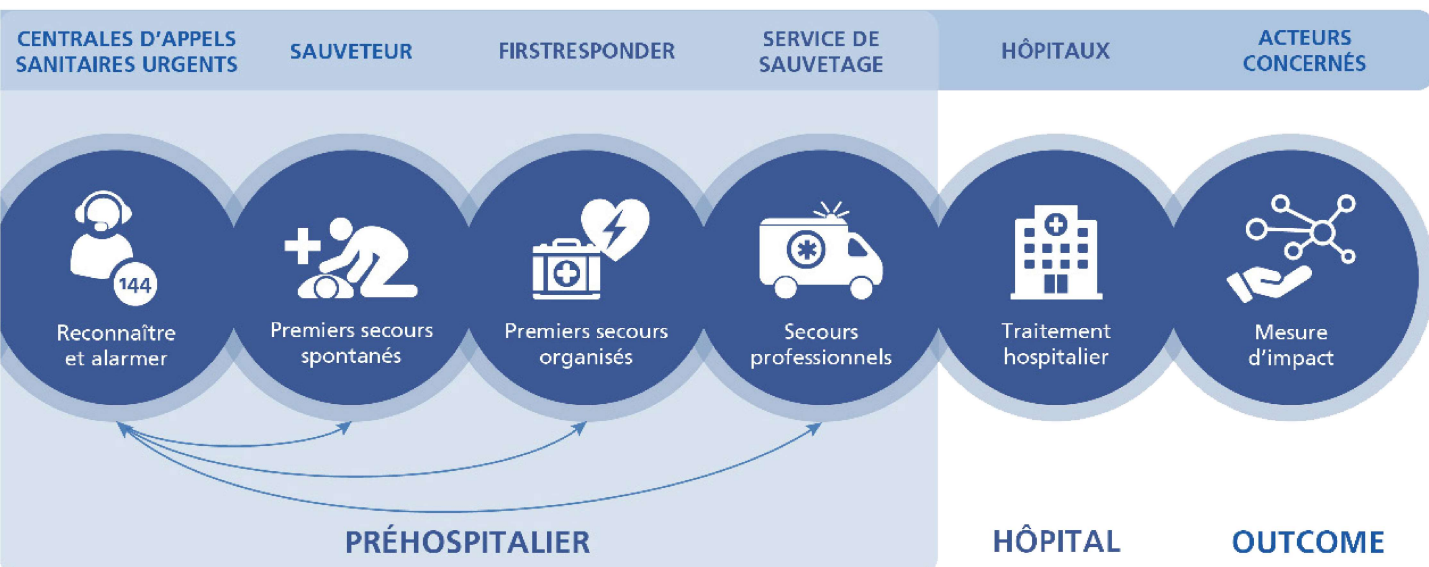 CENTRALES D'APPELS
SANITAIRES URGENTS
SAUVETEUR
FIRSTRESPONDER
SERVICE DE
SAUVETAGE
HÔPITAUX
ACTEURS
CONCERNÉS
144
Reconnaître
et alarmer
Premiers secours
spontanés
Premiers secours
organisés
Secours
professionnels
Traitement
hospitalier
Mesure
d'impact
PRÉHOSPITALIER
HÔPITAL
OUTCOME